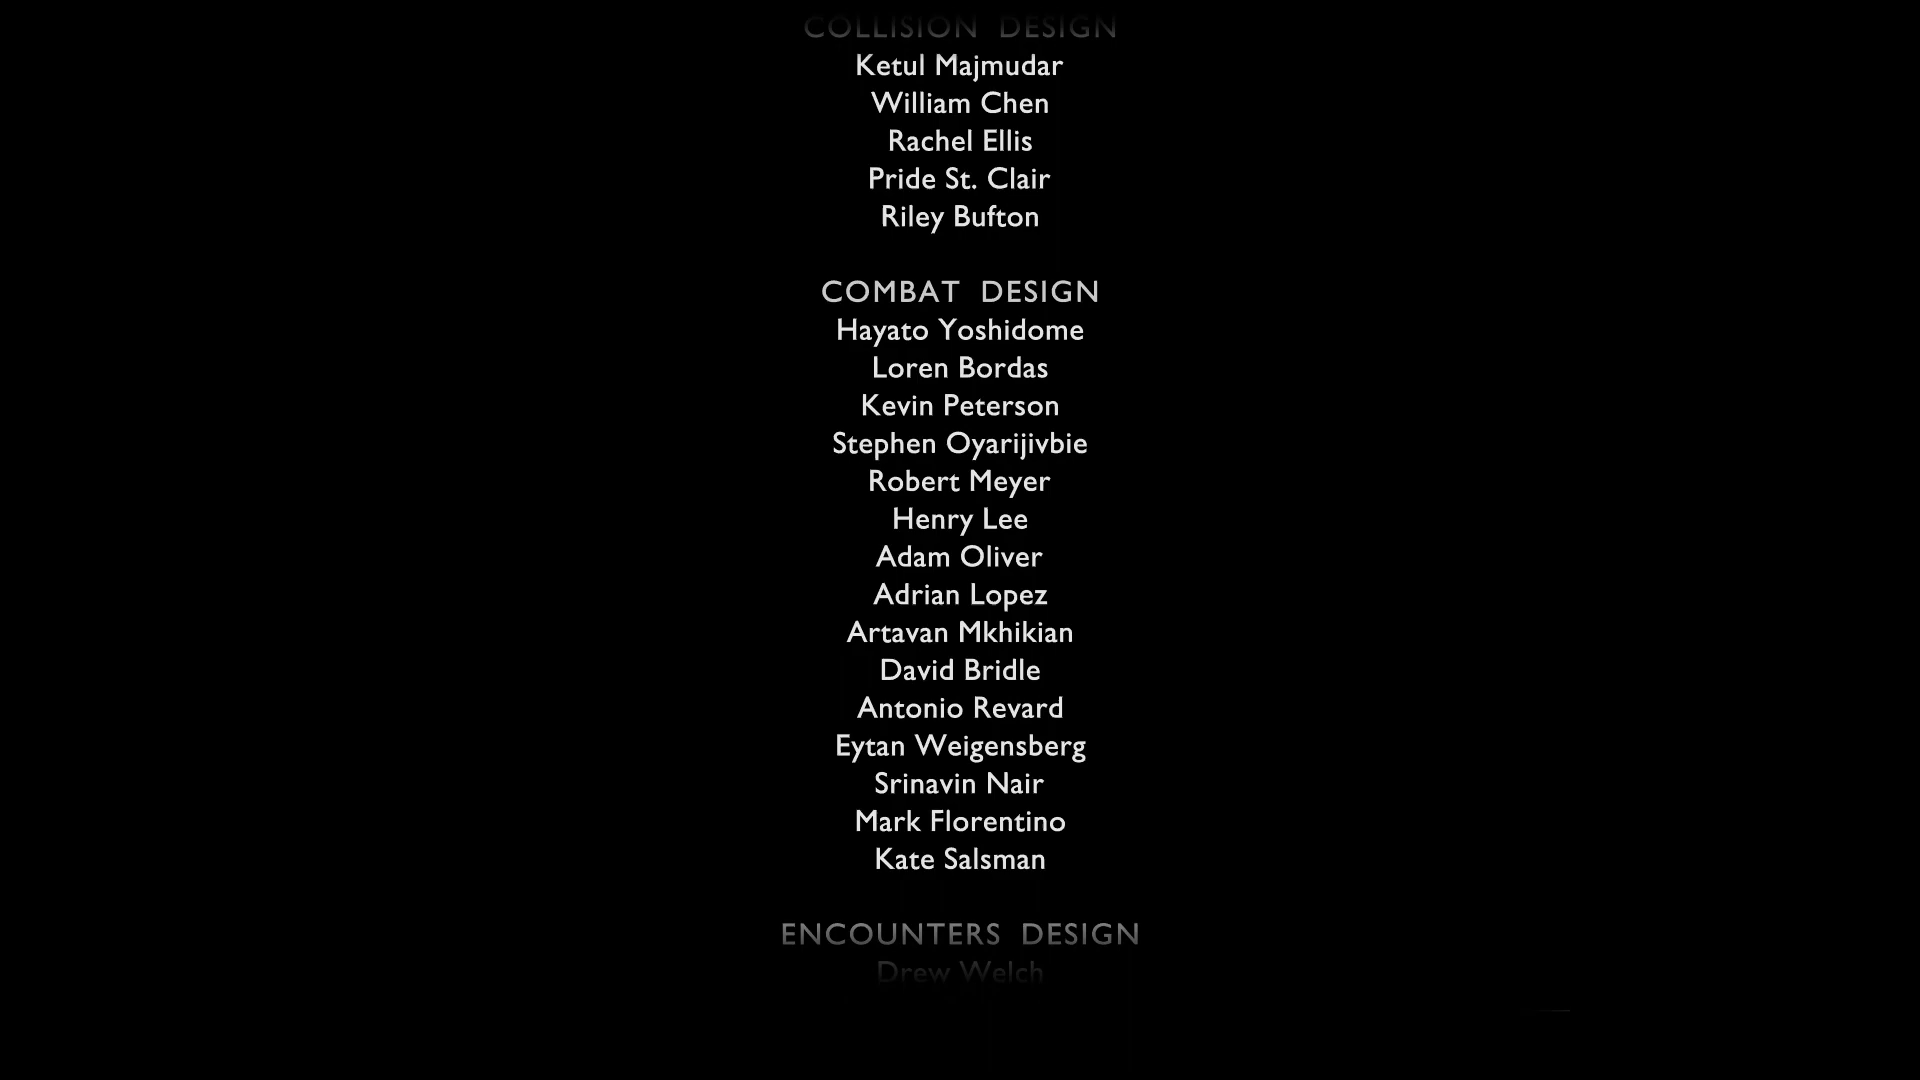 COLLISION DESIGN
Ketul Majmudar
William Chen
Rachel Ellis
Pride St. Clair
Riley Bufton
COMBAT DESIGN
Hayato Yoshidome
Loren Bordas
Kevin Peterson
Stephen Oyarijivbie
Robert Meyer
Henry Lee
Adam Oliver
Adrian Lopez
Artavan Mkhikian
David Bridle
Antonio Revard
Eytan Weigensberg
Srinavin Nair
Mark Florentino
Kate Salsman
ENCOUNTERS DESIGN
Drew Welch